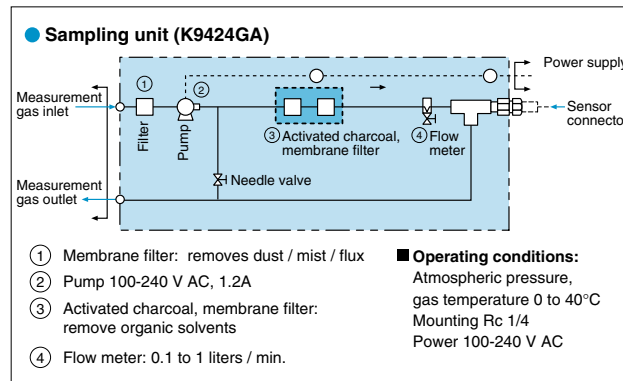 Sampling unit (K9424GA)
Power supply
Measurement
gas inlet
1
2
Filter
Pump
3 Activated charcoal,
membrane filter
4 Flow
meter
Sensor
connecto
Measurement
gas outlet
Needle valve
1 Membrane filter: removes dust / mist / flux
2 Pump 100-240 V AC, 1.2A
3 Activated charcoal, membrane filter:
remove organic solvents
4 Flow meter: 0.1 to 1 liters / min.
Operating conditions:
Atmospheric pressure,
gas temperature 0 to 40°C
Mounting Rc 1/4
Power 100-240 V AC